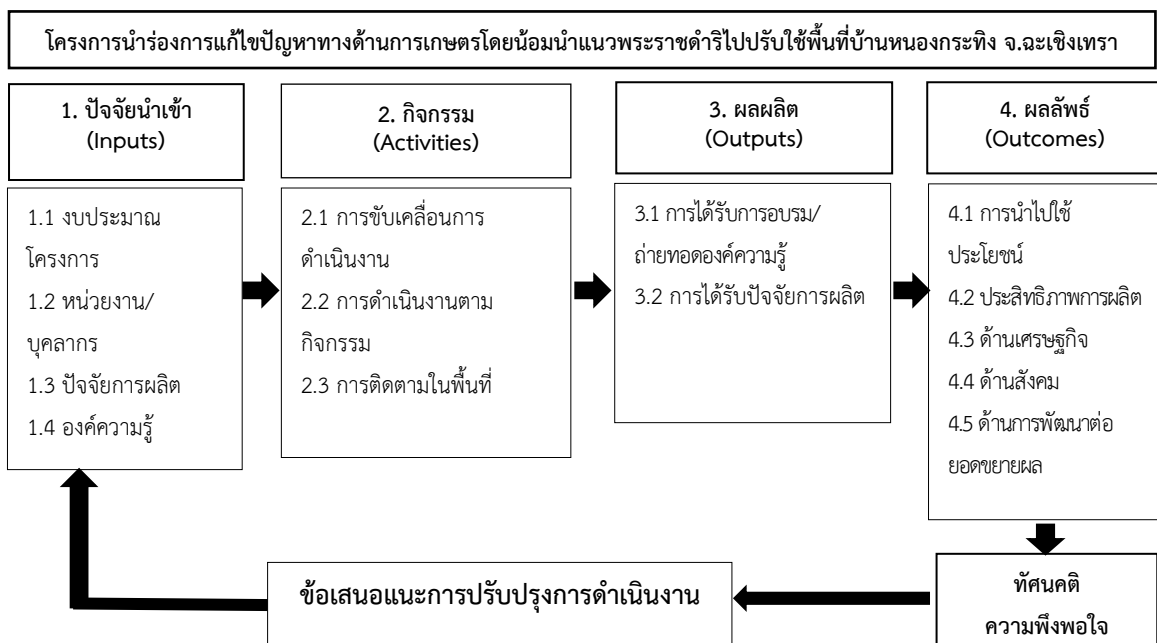 โครงการนำร่องการแก้ไขปัญหาทางด้านการเกษตรโดยน้อมนำแนวพระราชดำริไปปรับใช้พื้นที่บ้านหนองกระทิง จ.ฉะเชิงเทรา
1. ปัจจัยนำเข้า
(Inputs)
1.1 งบประมาณ
โครงการ
1.2 หน่วยงาน/
บุคลากร
1.3 ปัจจัยการผลิต
1.4 องค์ความรู้
2. กิจกรรม
(Activities)
2.1 การขับเคลื่อนการ
ดำเนินงาน
2.2 การดำเนินงานตาม
กิจกรรม
2.3 การติดตามในพื้นที่
3. ผลผลิต
(Outputs)
3.1 การได้รับการอบรม/
ถ่ายทอดองค์ความรู้
3.2 การได้รับปัจจัยการผลิต
4. ผลลัพธ์
(Outcomes)
4.1 การนำไปใช้
ประโยชน์
4.2 ประสิทธิภาพการผลิต
4.3 ด้านเศรษฐกิจ
4.4 ด้านสังคม
4.5 ด้านการพัฒนาต่อ
ยอดขยายผล
ทัศนคติ
ความพึงพอใจ
ข้อเสนอแนะการปรับปรุงการดำเนินงาน